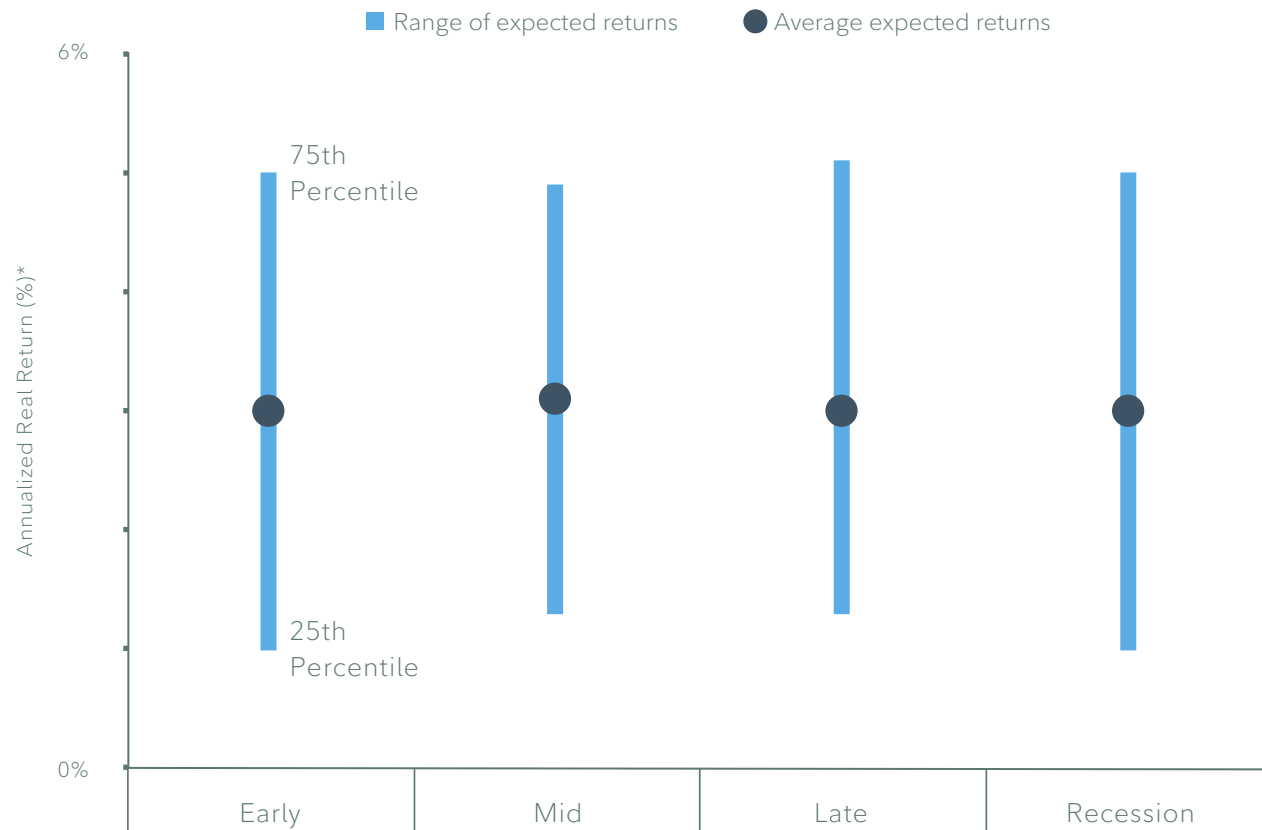 Range of expected returns
Average expected returns
6%
75th
Percentile
Annualized Real Return (%)*
25th
Percentile
0%
Early
Mid
Late
Recession